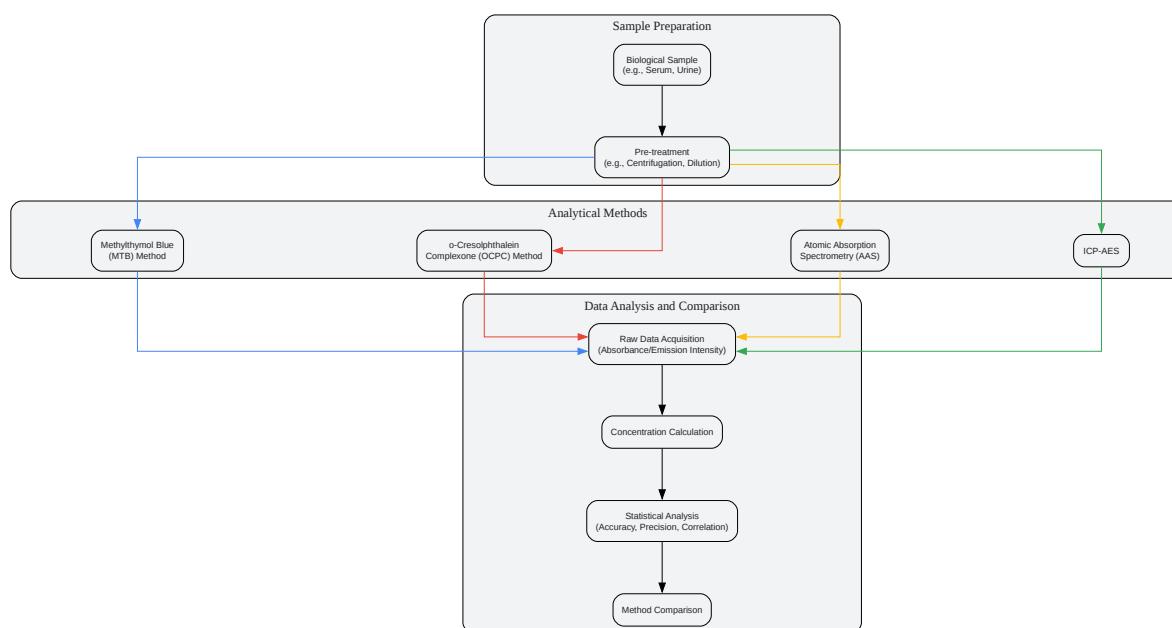 Sample Preparation
Biological Sample
(e.g., Serum, Urine)
Pre-treatment
(e.g., Centrifugation, Dilution)
Analytical Methods
Methylthymol Blue
(MTB) Method
o-Cresolphthalein
Complexone (OCPC) Method
Atomic Absorption
Spectrometry (AAS)
ICP-AES
Data Analysis and Comparison
Raw Data Acquisition
(Absorbance/Emission Intensity)
Concentration Calculation
Statistical Analysis
(Accuracy, Precision, Correlation)
Method Comparison